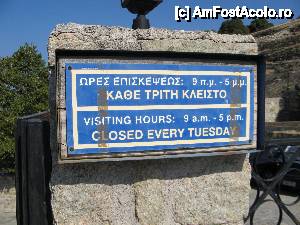 (c) AmFostAcolo.ro
ΩΡΕΣ ΕΠΙΣΚΕΨΕΩΣ: 9 π.μ. - 5 μ.μ.
ΚΑΘΕ ΤΡΙΤΗ ΚΛΕΙΣΤΟ
VISITING HOURS: 9 a.m. - 5 p.m.
CLOSED EVERY TUESDAY